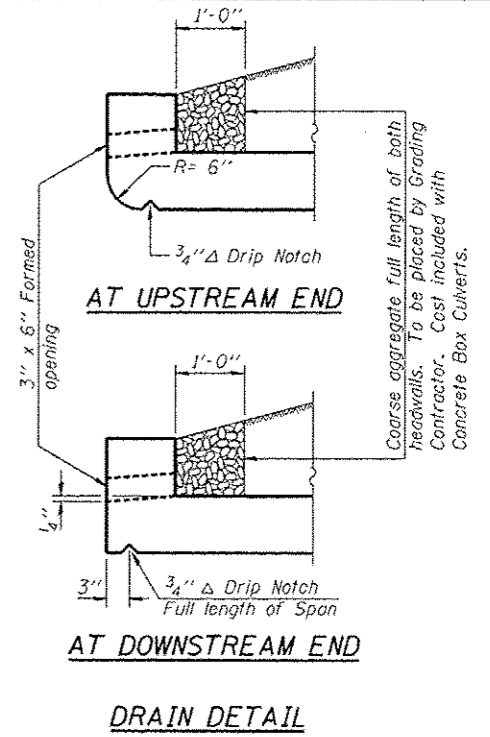 1'-0"
R= 6"
3/4" Δ Drip Notch
AT UPSTREAM END
3" x 6" Formed
opening
Coarse aggregate full length of both
headwalls. To be placed by Grading
Contractor. Cost included with
Concrete Box Culverts.
1'-0"
1/4"
3"
3/4" Δ Drip Notch
Full length of Span
AT DOWNSTREAM END
DRAIN DETAIL